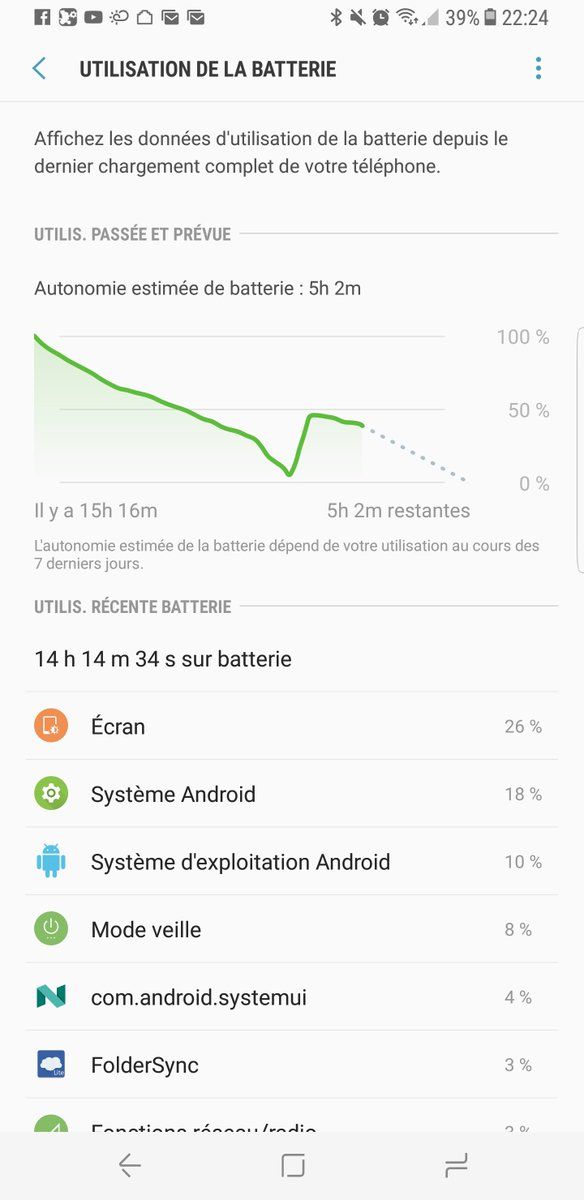 39% 22:24
UTILISATION DE LA BATTERIE
Affichez les données d'utilisation de la batterie depuis le
dernier chargement complet de votre téléphone.
UTILIS. PASSÉE ET PRÉVUE
Autonomie estimée de batterie : 5h 2m
100 %
50 %
0 %
Il y a 15h 16m
5h 2m restantes
L'autonomie estimée de la batterie dépend de votre utilisation au cours des
7 derniers jours.
UTILIS. RÉCENTE BATTERIE
14 h 14 m 34 s sur batterie
Écran 26 %
Système Android 18 %
Système d'exploitation Android 10 %
Mode veille 8 %
com.android.systemui 4 %
Lite
FolderSync 3 %
Fonctions réseau/radio